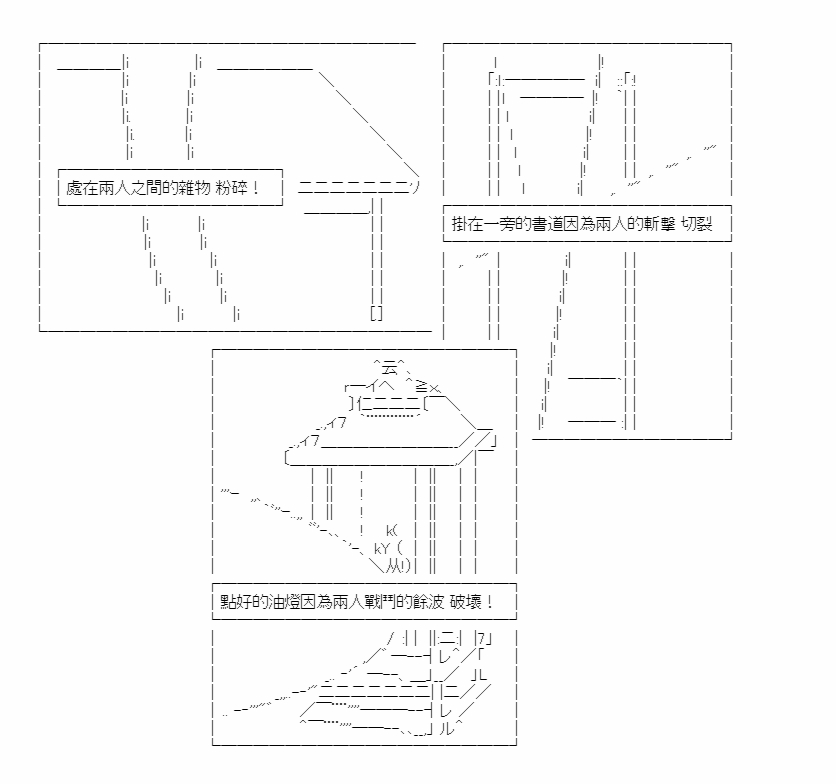 處在兩人之間的雜物 粉碎！
掛在一旁的書道因為兩人的斬擊 切裂
點好的油燈因為兩人戰鬥的餘波 破壞！